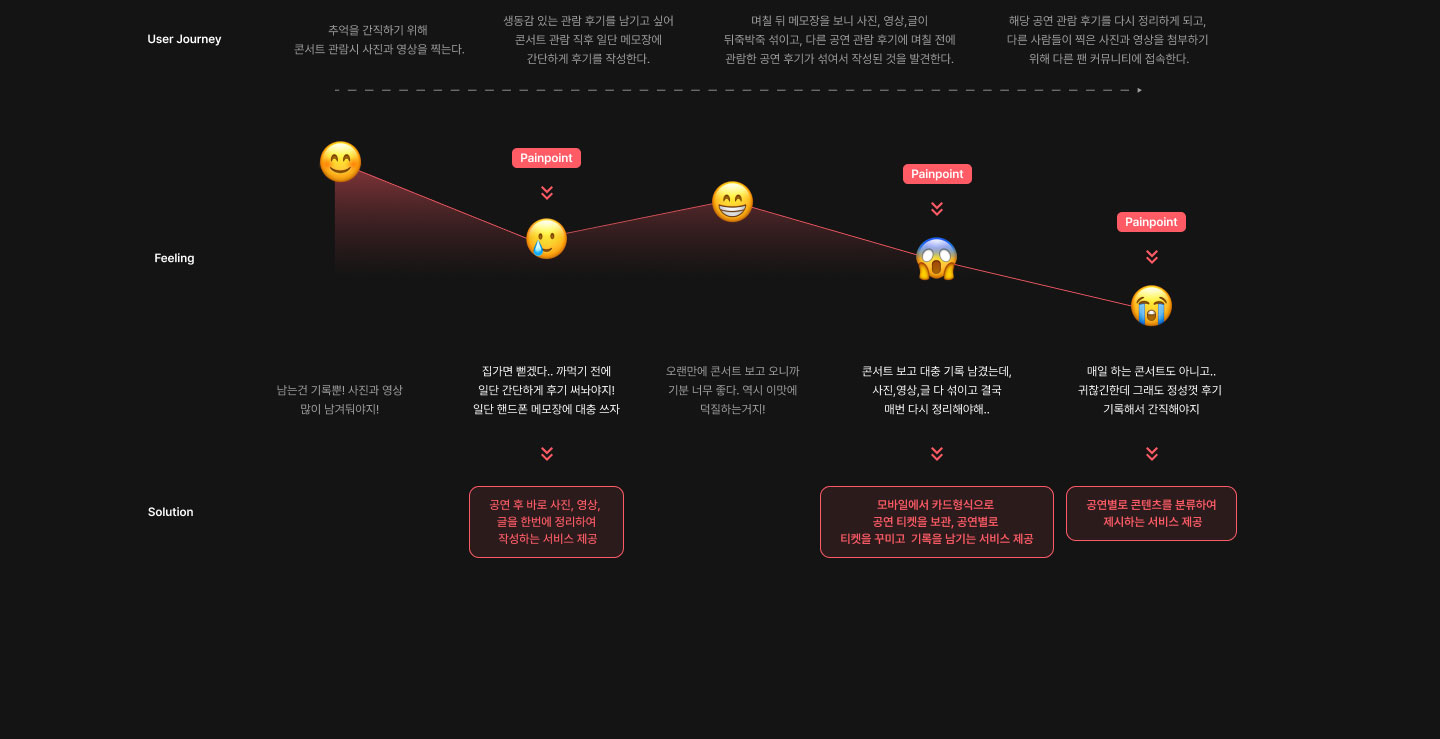 User Journey
추억을 간직하기 위해
콘서트 관람시 사진과 영상을 찍는다.
생동감 있는 관람 후기를 남기고 싶어
콘서트 관람 직후 일단 메모장에
간단하게 후기를 작성한다.
며칠 뒤 메모장을 보니 사진, 영상,글이
뒤죽박죽 섞이고, 다른 공연 관람 후기에 며칠 전에
관람한 공연 후기가 섞여서 작성된 것을 발견한다.
해당 공연 관람 후기를 다시 정리하게 되고,
다른 사람들이 찍은 사진과 영상을 첨부하기
위해 다른 팬 커뮤니티에 접속한다.
Feeling
Painpoint
Painpoint
Painpoint
남는건 기록뿐! 사진과 영상
많이 남겨둬야지!
집가면 뻗겠다.. 까먹기 전에
일단 간단하게 후기 써놔야지!
일단 핸드폰 메모장에 대충 쓰자
오랜만에 콘서트 보고 오니까
기분 너무 좋다. 역시 이맛에
덕질하는거지!
콘서트 보고 대충 기록 남겼는데,
사진,영상,글 다 섞이고 결국
매번 다시 정리해야해..
매일 하는 콘서트도 아니고..
귀찮긴한데 그래도 정성껏 후기
기록해서 간직해야지
Solution
공연 후 바로 사진, 영상,
글을 한번에 정리하여
작성하는 서비스 제공
모바일에서 카드형식으로
공연 티켓을 보관, 공연별로
티켓을 꾸미고 기록을 남기는 서비스 제공
공연별로 콘텐츠를 분류하여
제시하는 서비스 제공